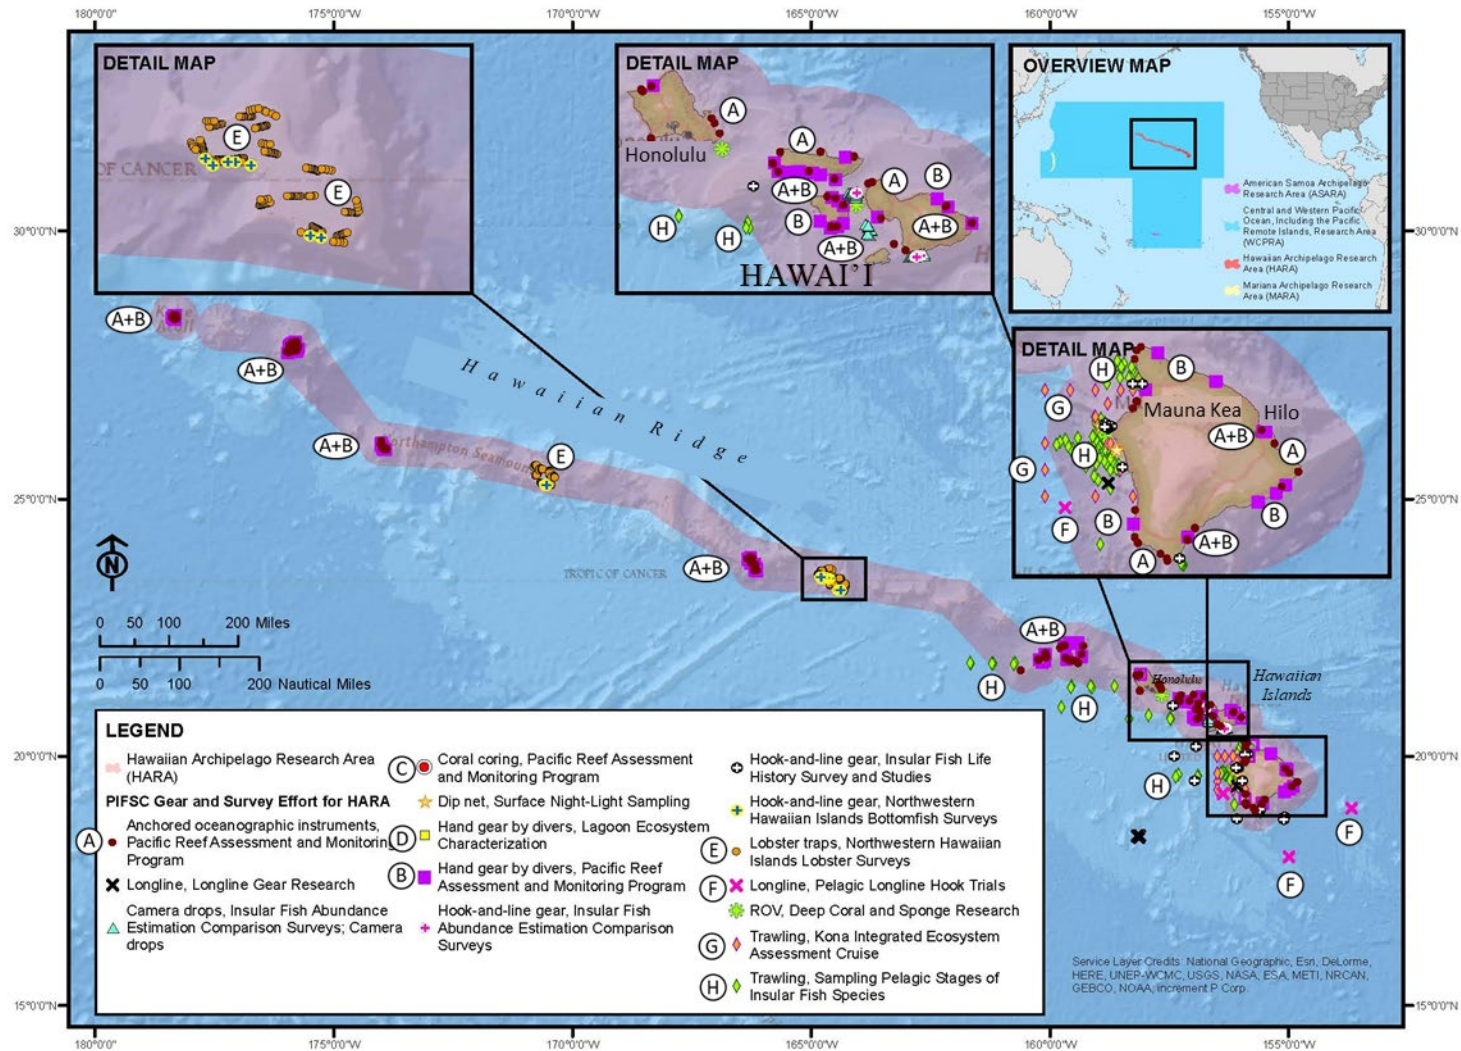 180°0'0"
175°0'0"W
170°0'0"W
165°0'0"W
160°0'0"W
155°0'0"W
DETAIL MAP
E
OF CANCER
E
DETAIL MAP
A
Honolulu
A
A+B
A
B
B
A+B
A+B
H
H
HAWAI'I
OVERVIEW MAP
American Samoa Archipelago
Research Area (ASARA)
Central and Western Pacific
Ocean, Including the Pacific
Remote Islands, Research Area
(WCPRA)
Hawaiian Archipelago Research
Area (HARA)
Mariana Archipelago Research
Area (MARA)
DETAIL MAP
H
B
G
Mauna Kea
Hilo
A+B
A
H
G
F
B
B
A+B
A
30°0'0"N
30°0'0"N
A+B
A+B
Hawaiian Ridge
A+B
Northampton Seamounts
E
25°0'0"N
25°0'0"N
N
A+B
TROPIC OF CANCER
0 50 100 200 Miles
0 50 100 200 Nautical Miles
A+B
H
H
Honolulu
Hawaiian
Islands
20°0'0"N
20°0'0"N
H
F
F
LEGEND
Hawaiian Archipelago Research Area
(HARA)
PIFSC Gear and Survey Effort for HARA
A
Anchored oceanographic instruments,
Pacific Reef Assessment and Monitoring
Program
Longline, Longline Gear Research
Camera drops, Insular Fish Abundance
Estimation Comparison Surveys; Camera
drops
C
Coral coring, Pacific Reef Assessment
and Monitoring Program
Dip net, Surface Night-Light Sampling
D
Hand gear by divers, Lagoon Ecosystem
Characterization
B
Hand gear by divers, Pacific Reef
Assessment and Monitoring Program
Hook-and-line gear, Insular Fish
Abundance Estimation Comparison
Surveys
Hook-and-line gear, Insular Fish Life
History Survey and Studies
Hook-and-line gear, Northwestern
Hawaiian Islands Bottomfish Surveys
E
Lobster traps, Northwestern Hawaiian
Islands Lobster Surveys
F
Longline, Pelagic Longline Hook Trials
ROV, Deep Coral and Sponge Research
G
Trawling, Kona Integrated Ecosystem
Assessment Cruise
H
Trawling, Sampling Pelagic Stages of
Insular Fish Species
Service Layer Credits: National Geographic, Esri, DeLorme,
HERE, UNEP-WCMC, USGS, NASA, ESA, METI, NRCAN,
GEBCO, NOAA, increment P Corp.
15°0'0"N
15°0'0"N
180°0'0"
175°0'0"W
170°0'0"W
165°0'0"W
160°0'0"W
155°0'0"W